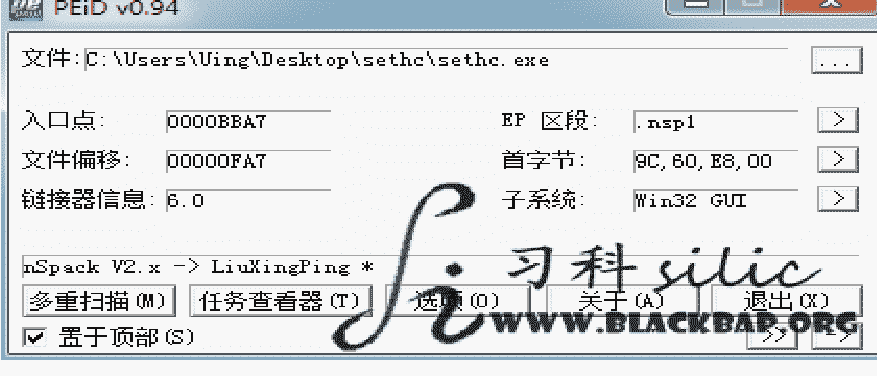 PEiD v0.94
文件: C:\Users\Uing\Desktop\sethc\sethc.exe ...
入口点: 0000BBA7 EP 区段: .nsp1 >
文件偏移: 00000FA7 首字节: 9C,60,E8,00 >
链接器信息: 6.0 子系统: Win32 GUI >
nSpack V2.x -> LiuXingPing *
习科 silic
多重扫描(M) 任务查看器(T) 选项(O) 关于(A) 退出(X)
WWW.BLACKBAP.ORG
置于顶部(S) >> ->